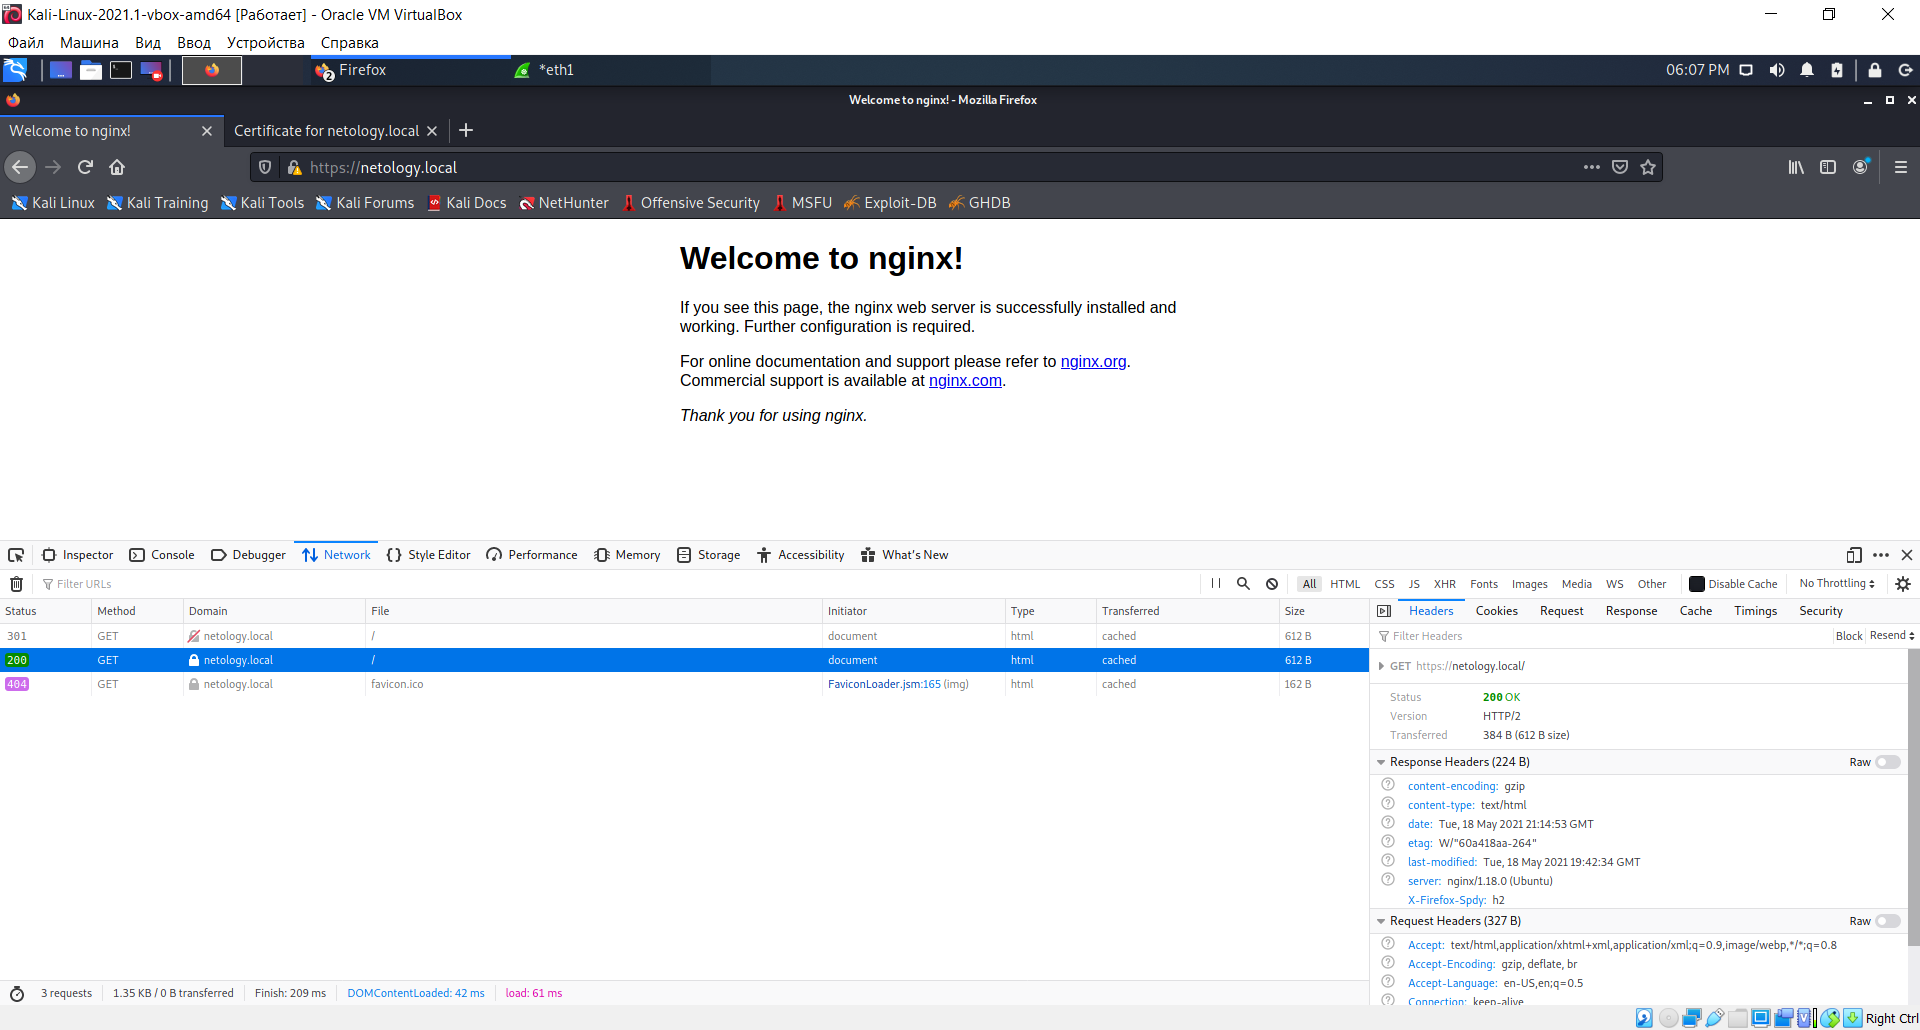 Kali-Linux-2021.1-vbox-amd64 [Работает] - Oracle VM VirtualBox
Файл Машина Вид Ввод Устройства Справка
2 Firefox *eth1 06:07 PM
Welcome to nginx! - Mozilla Firefox
Welcome to nginx! Certificate for netology.local
https://netology.local
Kali Linux Kali Training Kali Tools Kali Forums Kali Docs NetHunter Offensive Security MSFU Exploit-DB GHDB
Welcome to nginx!
If you see this page, the nginx web server is successfully installed and
working. Further configuration is required.
For online documentation and support please refer to nginx.org.
Commercial support is available at nginx.com.
Thank you for using nginx.
Inspector Console Debugger Network Style Editor Performance Memory Storage Accessibility What's New
Filter URLs All HTML CSS JS XHR Fonts Images Media WS Other Disable Cache No Throttling
Status Method Domain File Initiator Type Transferred Size
301 GET netology.local / document html cached 612 B
200 GET netology.local / document html cached 612 B
404 GET netology.local favicon.ico FaviconLoader.jsm:165 (img) html cached 162 B
Headers Cookies Request Response Cache Timings Security
Filter Headers Block Resend
GET https://netology.local/
Status 200 OK
Version HTTP/2
Transferred 384 B (612 B size)
Response Headers (224 B) Raw
content-encoding: gzip
content-type: text/html
date: Tue, 18 May 2021 21:14:53 GMT
etag: W/"60a418aa-264"
last-modified: Tue, 18 May 2021 19:42:34 GMT
server: nginx/1.18.0 (Ubuntu)
X-Firefox-Spdy: h2
Request Headers (327 B) Raw
Accept: text/html,application/xhtml+xml,application/xml;q=0.9,image/webp,*/*;q=0.8
Accept-Encoding: gzip, deflate, br
Accept-Language: en-US,en;q=0.5
Connection: keep-alive
3 requests 1.35 KB / 0 B transferred Finish: 209 ms DOMContentLoaded: 42 ms load: 61 ms
Right Ctrl